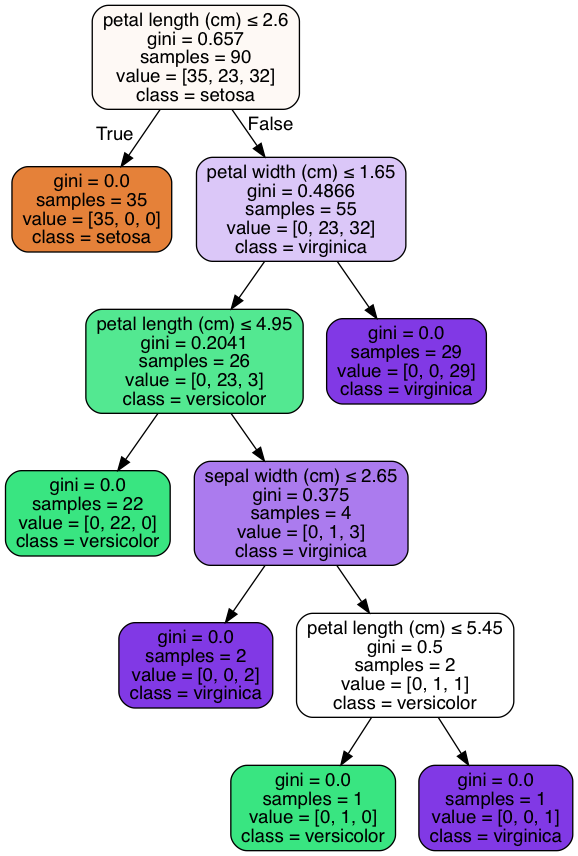 petal length (cm) ≤ 2.6
gini = 0.657
samples = 90
value = [35, 23, 32]
class = setosa
True
False
gini = 0.0
samples = 35
value = [35, 0, 0]
class = setosa
petal width (cm) ≤ 1.65
gini = 0.4866
samples = 55
value = [0, 23, 32]
class = virginica
petal length (cm) ≤ 4.95
gini = 0.2041
samples = 26
value = [0, 23, 3]
class = versicolor
gini = 0.0
samples = 29
value = [0, 0, 29]
class = virginica
gini = 0.0
samples = 22
value = [0, 22, 0]
class = versicolor
sepal width (cm) ≤ 2.65
gini = 0.375
samples = 4
value = [0, 1, 3]
class = virginica
gini = 0.0
samples = 2
value = [0, 0, 2]
class = virginica
petal length (cm) ≤ 5.45
gini = 0.5
samples = 2
value = [0, 1, 1]
class = versicolor
gini = 0.0
samples = 1
value = [0, 1, 0]
class = versicolor
gini = 0.0
samples = 1
value = [0, 0, 1]
class = virginica